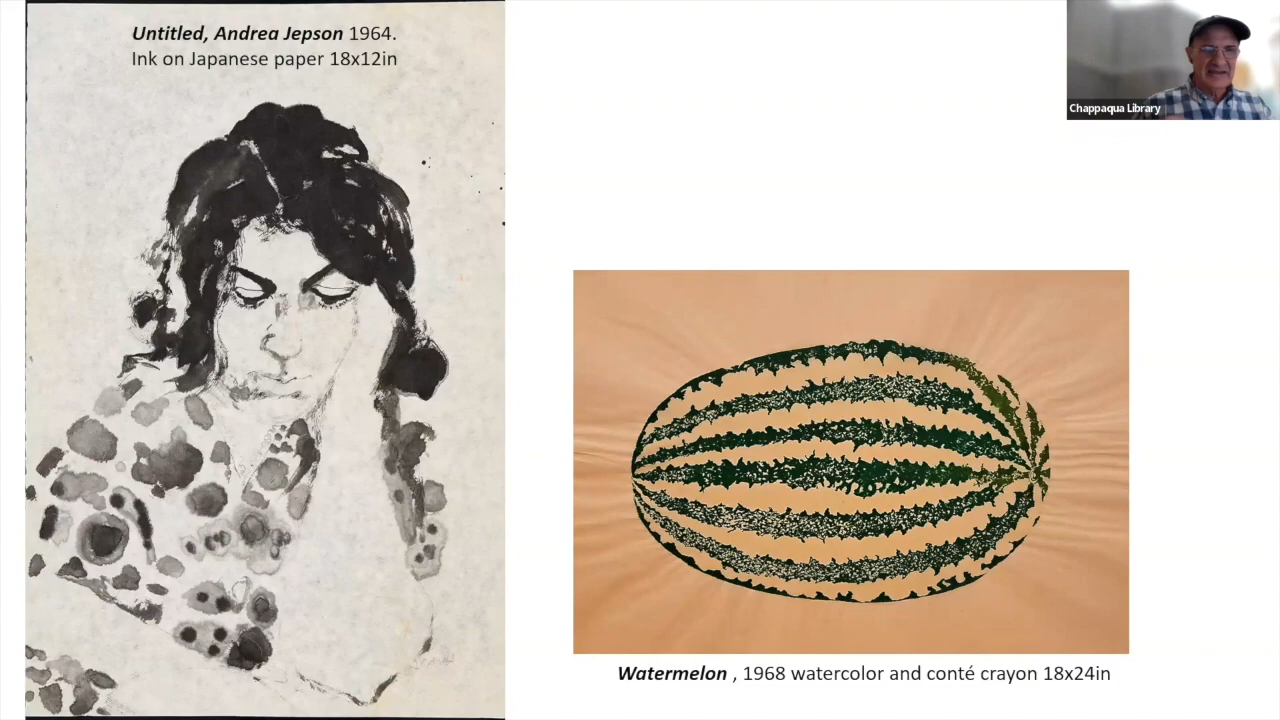 Untitled, Andrea Jepson 1964.
Ink on Japanese paper 18x12in
Chappaqua Library
Watermelon , 1968 watercolor and conté crayon 18x24in